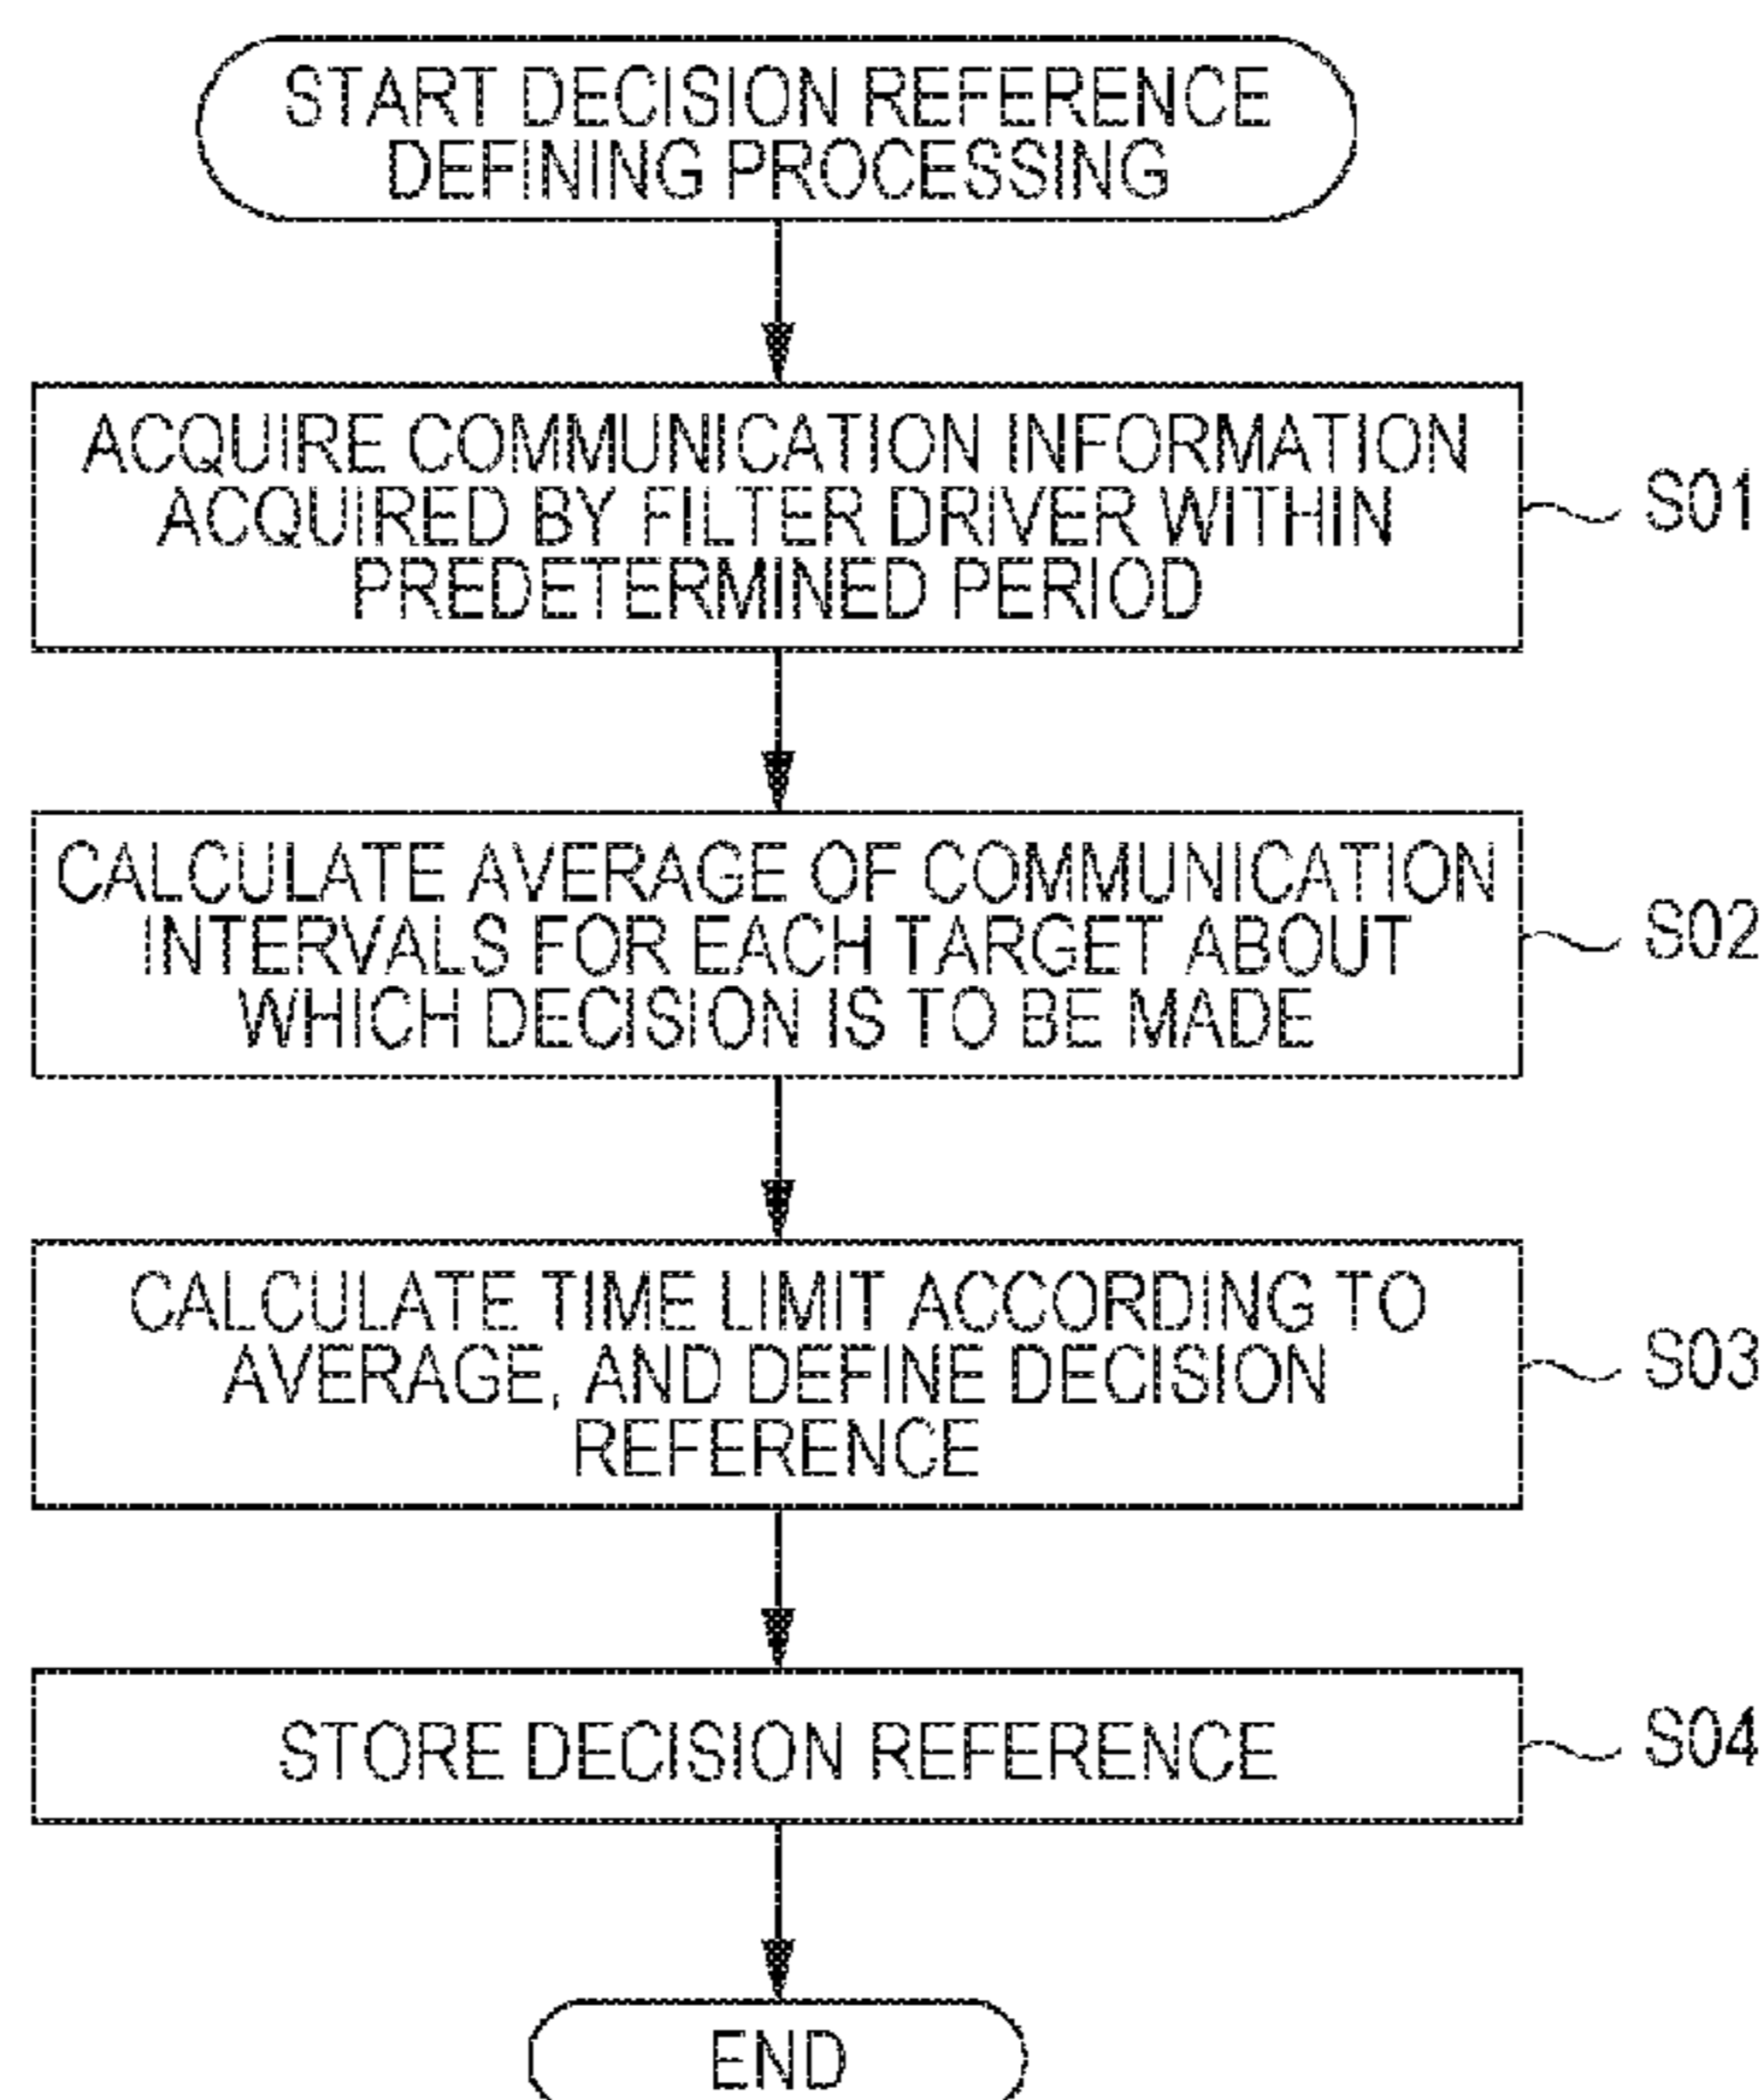 START DECISION REFERENCE
DEFINING PROCESSING
ACQUIRE COMMUNICATION INFORMATION
ACQUIRED BY FILTER DRIVER WITHIN
PREDETERMINED PERIOD
S01
CALCULATE AVERAGE OF COMMUNICATION
INTERVALS FOR EACH TARGET ABOUT
WHICH DECISION IS TO BE MADE
S02
CALCULATE TIME LIMIT ACCORDING TO
AVERAGE, AND DEFINE DECISION
REFERENCE
S03
STORE DECISION REFERENCE
S04
END